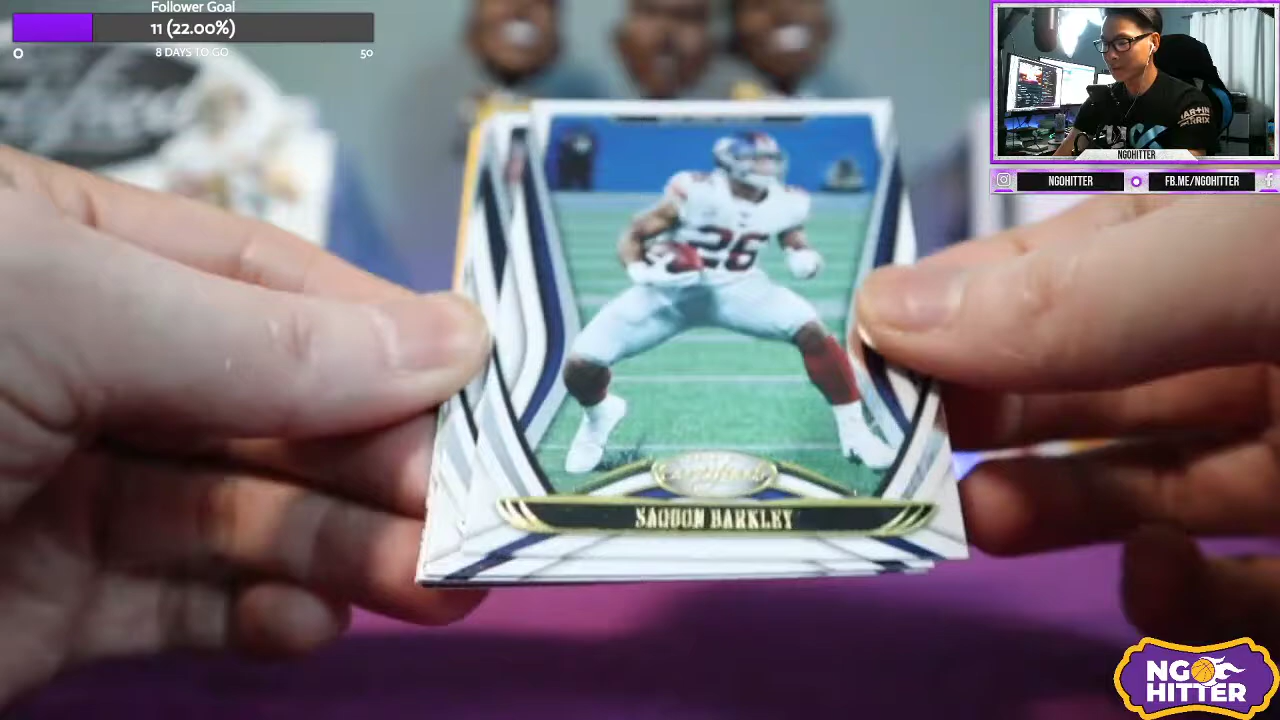 Follower Goal
11 (22.00%)
0
8 DAYS TO GO
50
NGOHITTER
NGOHITTER
FB.ME/NGOHITTER
26
Certified
SAQUON BARKLEY
NGO
HITTER